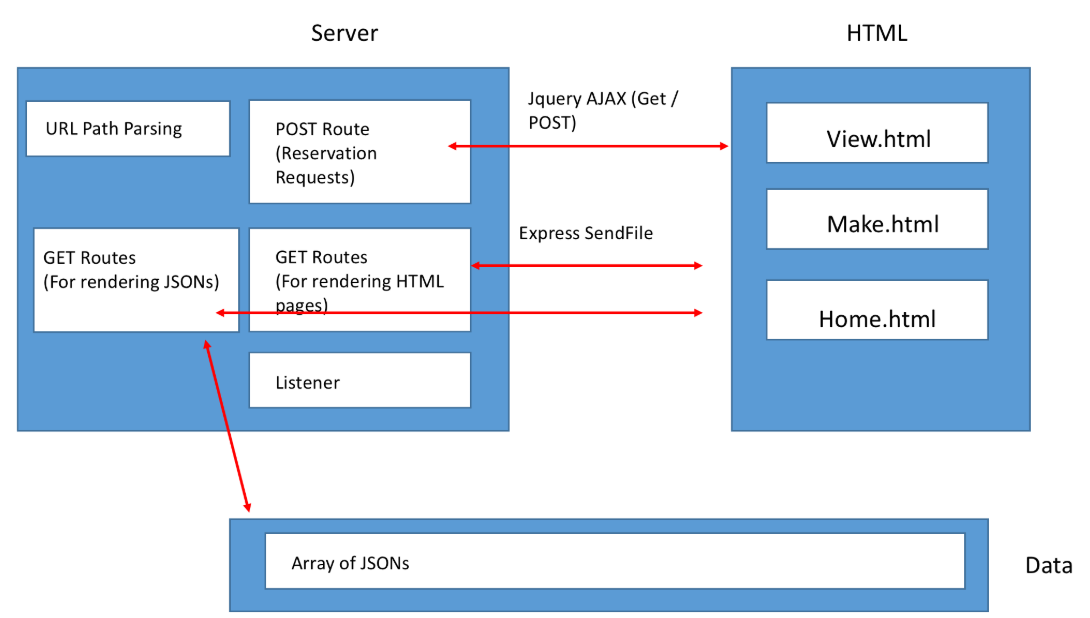 Server
HTML
URL Path Parsing
POST Route
(Reservation
Requests)
Jquery AJAX (Get /
POST)
View.html
Make.html
Home.html
GET Routes
(For rendering JSONs)
GET Routes
(For rendering HTML
pages)
Express SendFile
Listener
Array of JSONs
Data